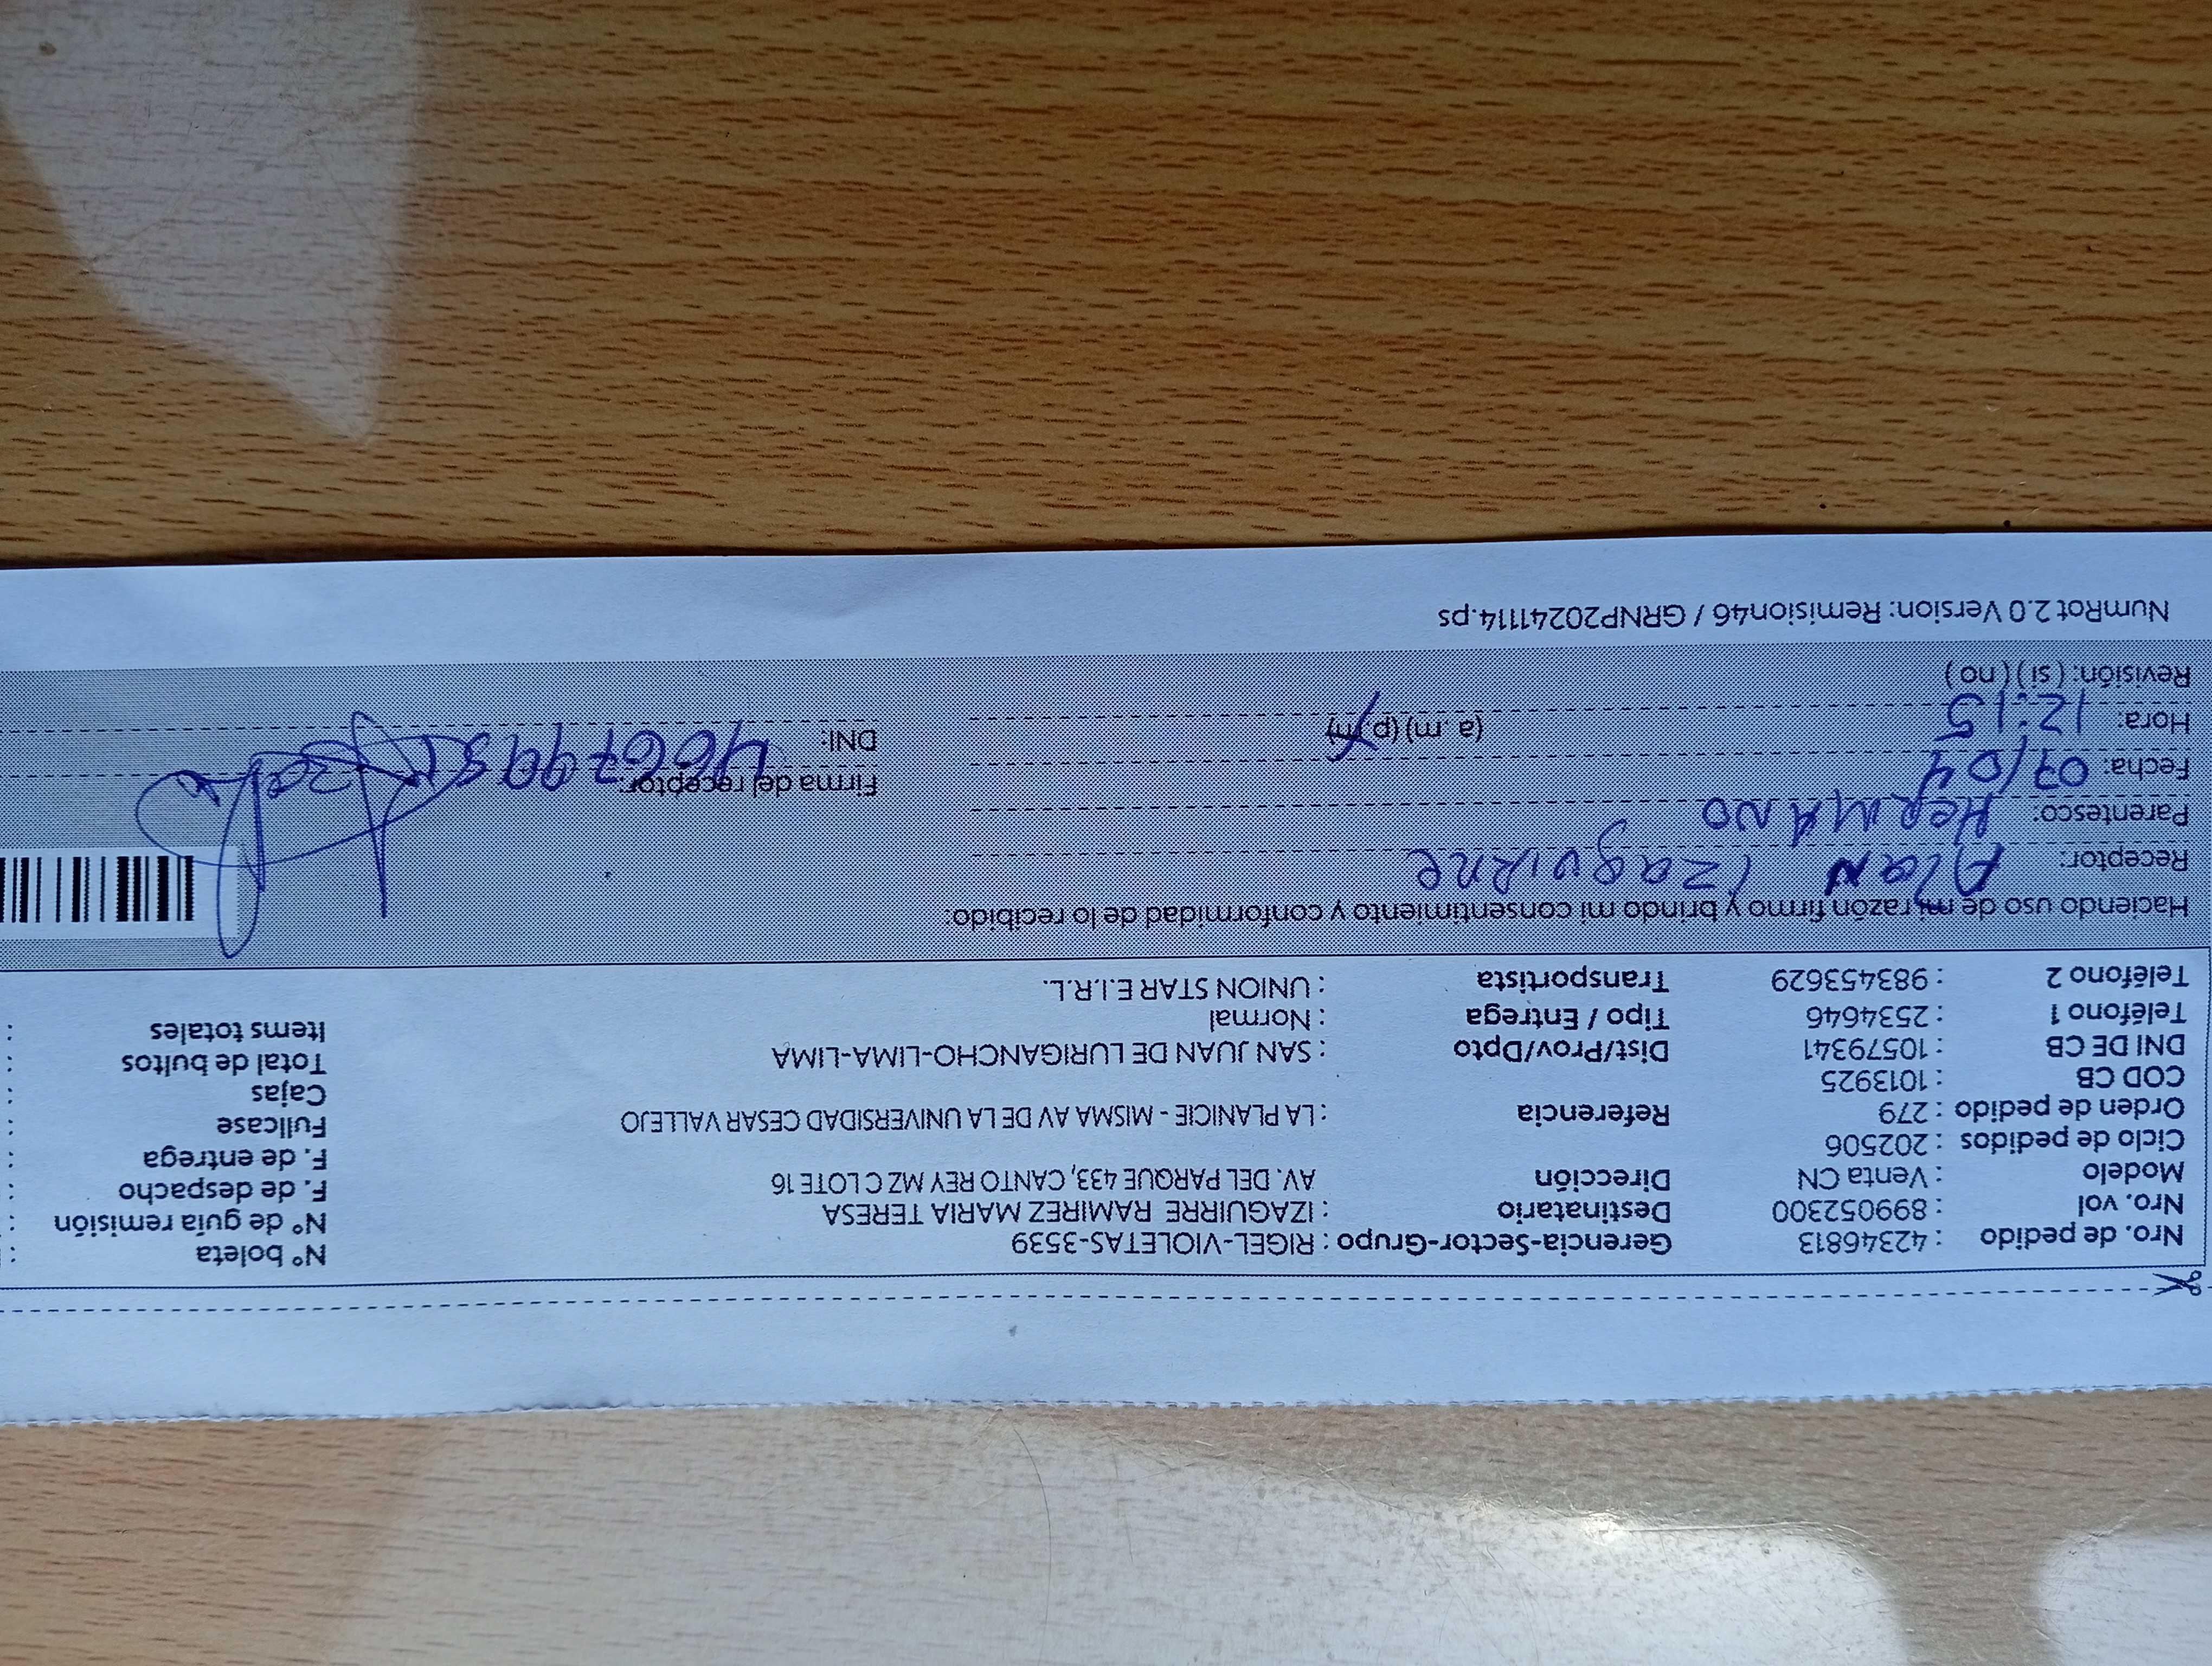 Nro. de pedido : 42346813 Gerencia-Sector-Grupo : RIGEL-VIOLETAS-3539 N° boleta :
Nro. vol : 899052300 Destinatario : IZAGUIRRE RAMIREZ MARIA TERESA N° de guía remisión :
Modelo : Venta CN Dirección AV. DEL PARQUE 433, CANTO REY MZ C LOTE 16 F. de despacho :
Ciclo de pedidos : 202506 F. de entrega :
Orden de pedido : 279 Referencia : LA PLANICIE - MISMA AV DE LA UNIVERSIDAD CESAR VALLEJO Fullcase :
COD CB : 1013925 Cajas :
DNI DE CB : 10579341 Dist/Prov/Dpto : SAN JUAN DE LURIGANCHO-LIMA-LIMA Total de bultos :
Teléfono 1 : 2534646 Tipo / Entrega : Normal Items totales :
Teléfono 2 : 983453629 Transportista : UNION STAR E.I.R.L.
Haciendo uso de mi razón firmo y brindo mi consentimiento y conformidad de lo recibido:
Receptor: Alan Izaguirre
Parentesco: HerMANO
Fecha: 07/04 Firma del receptor:
Hora: 12:15 (a. m) (p. m) DNI: 46679951
Revisión: ( si ) ( no )
NumRot 2.0 Version: Remision46 / GRNP20241114.ps